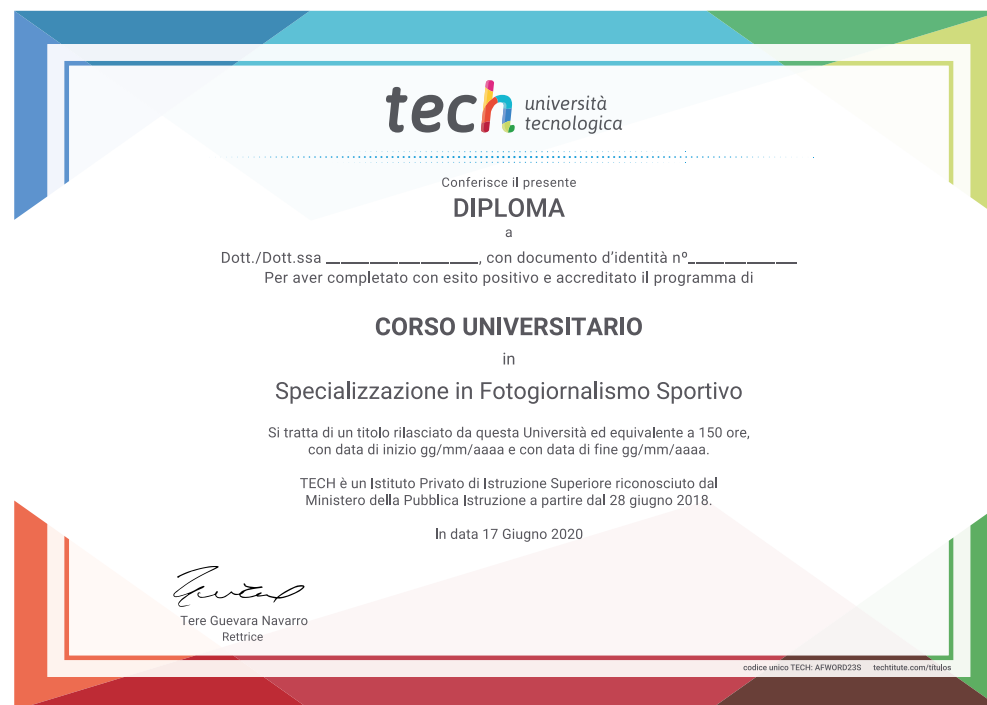 tech università
tecnologica
Conferisce il presente
DIPLOMA
a
Dott./Dott.ssa _______________, con documento d'identità nº___________
Per aver completato con esito positivo e accreditato il programma di
CORSO UNIVERSITARIO
in
Specializzazione in Fotogiornalismo Sportivo
Si tratta di un titolo rilasciato da questa Università ed equivalente a 150 ore,
con data di inizio gg/mm/aaaa e con data di fine gg/mm/aaaa.
TECH è un Istituto Privato di Istruzione Superiore riconosciuto dal
Ministero della Pubblica Istruzione a partire dal 28 giugno 2018.
In data 17 Giugno 2020
Tere Guevara Navarro
Rettrice
codice unico TECH: AFWORD23S techtitute.com/titulos